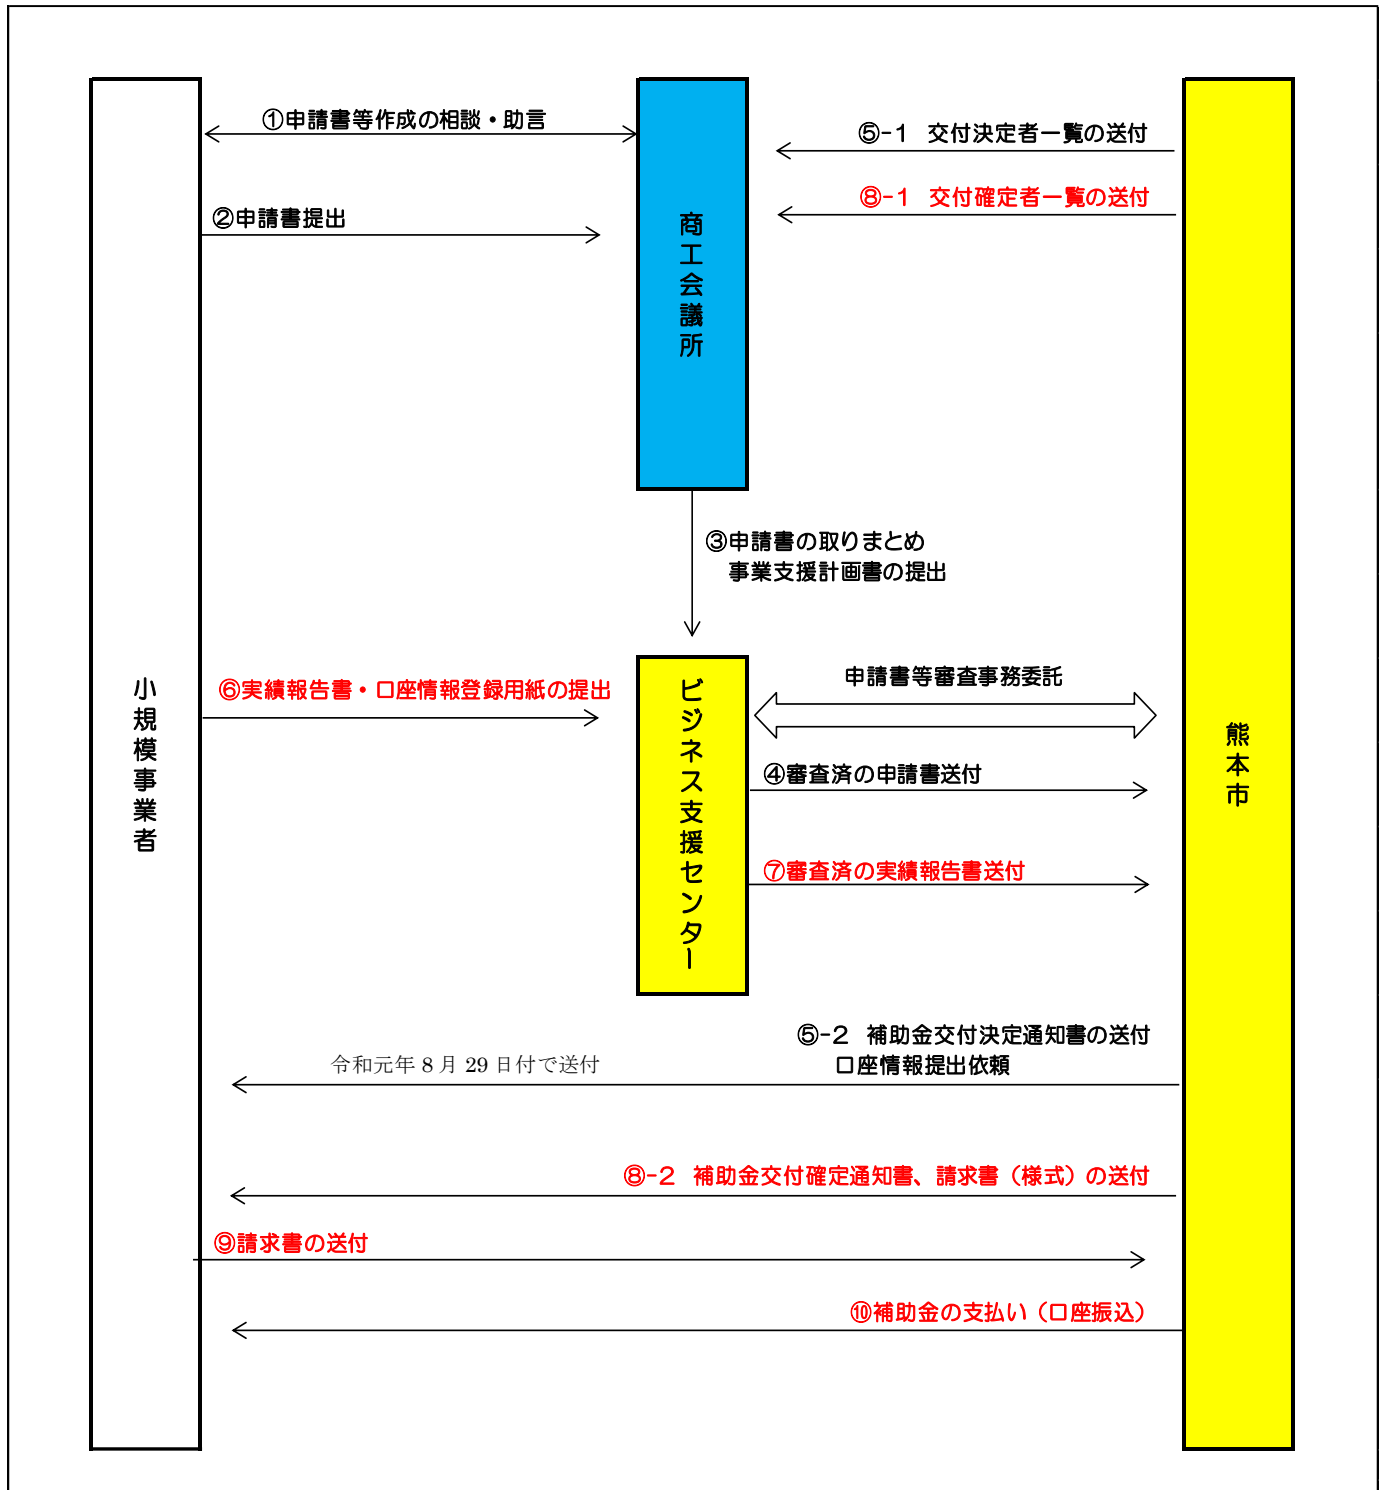 ①申請書等作成の相談・助言
⑤-1 交付決定者一覧の送付
⑧-1 交付確定者一覧の送付
②申請書提出
商工会議所
③申請書の取りまとめ
事業支援計画書の提出
小規模事業者
⑥実績報告書・口座情報登録用紙の提出
ビジネス支援センター
申請書等審査事務委託
熊本市
④審査済の申請書送付
⑦審査済の実績報告書送付
⑤-2 補助金交付決定通知書の送付
口座情報提出依頼
令和元年 8 月 29 日付で送付
⑧-2 補助金交付確定通知書、請求書（様式）の送付
⑨請求書の送付
⑩補助金の支払い（口座振込）